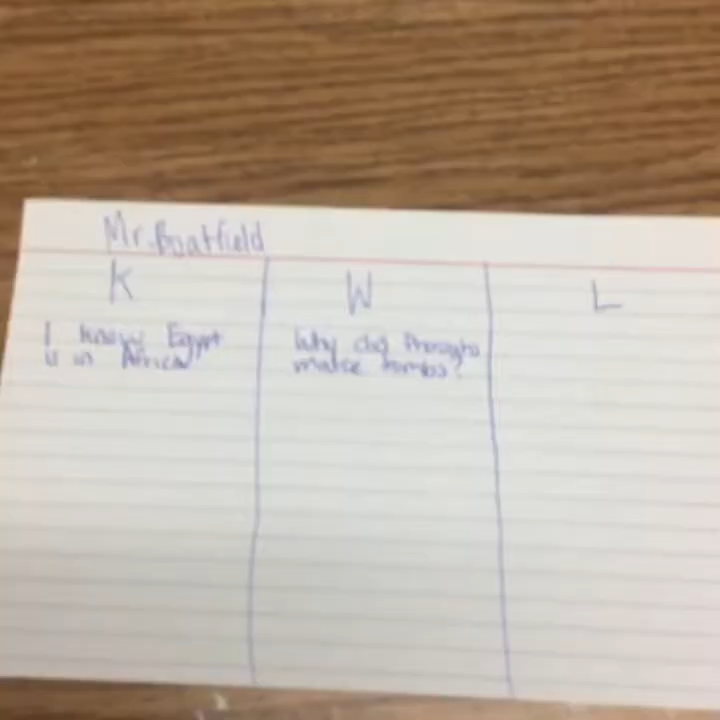 Mr. Boatfield
K
W
L
I know Egypt
is in Africa
Why did Pharaohs
make tombs?